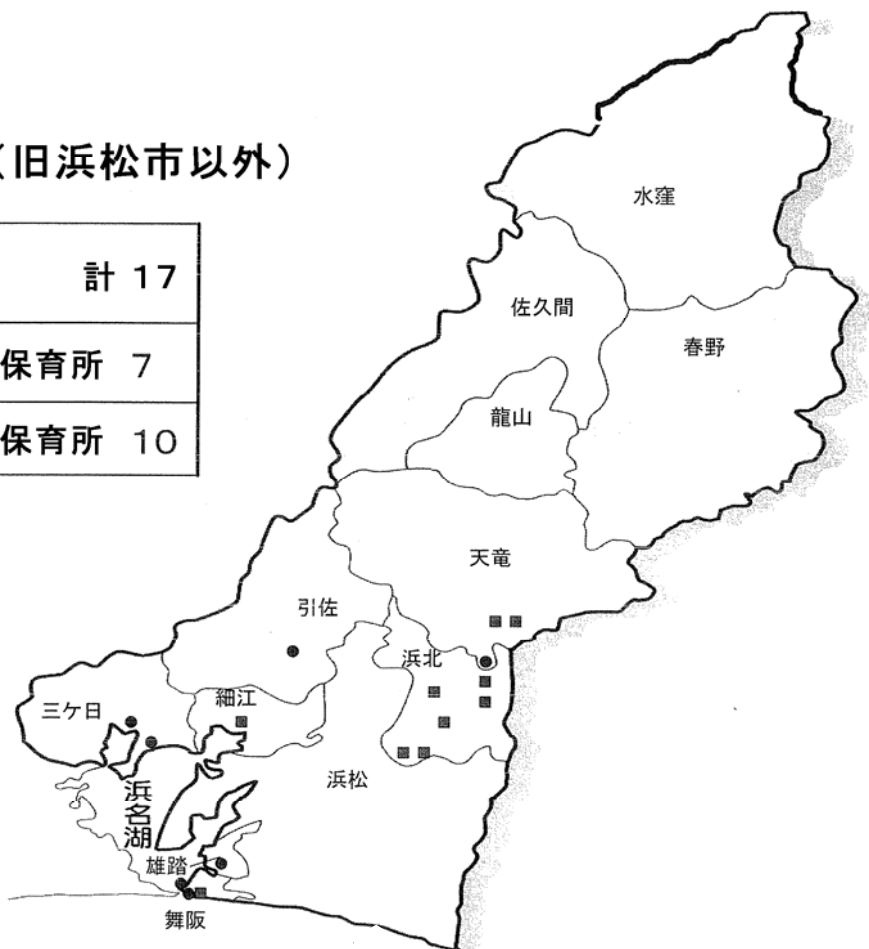 （旧浜松市以外）
計 17
保育所 7
保育所 10
水窪
佐久間
春野
龍山
天竜
引佐
浜北
細江
三ケ日
浜松
浜名湖
雄踏
舞阪